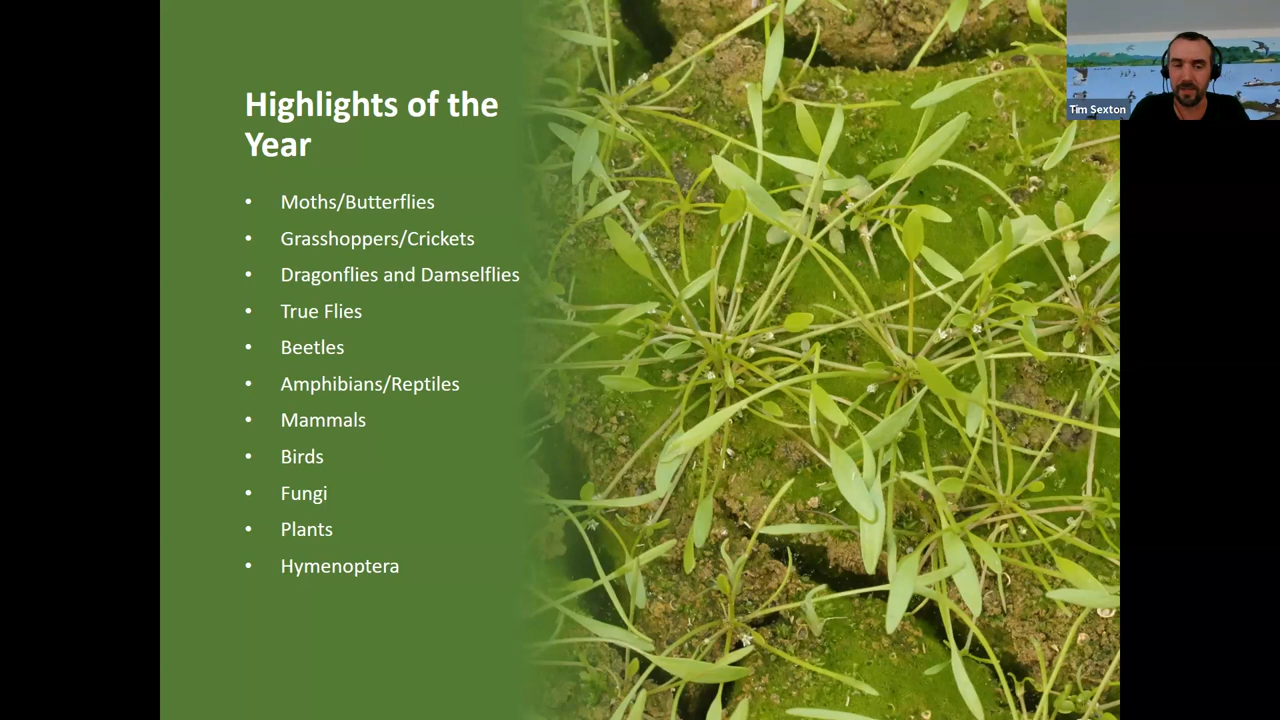 Highlights of the
Year
• Moths/Butterflies
• Grasshoppers/Crickets
• Dragonflies and Damselflies
• True Flies
• Beetles
• Amphibians/Reptiles
• Mammals
• Birds
• Fungi
• Plants
• Hymenoptera
Tim Sexton